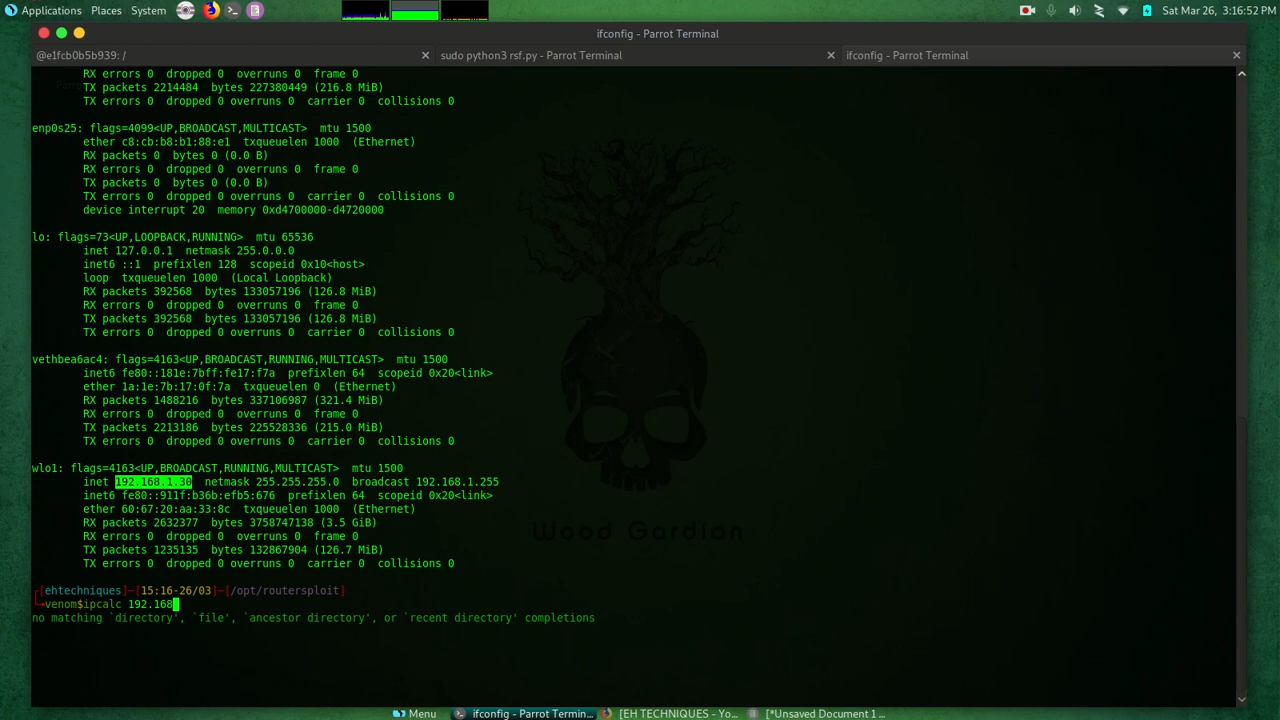 Applications Places System Sat Mar 26, 3:16:52 PM
ifconfig - Parrot Terminal
@e1fcb0b5b939: / sudo python3 rsf.py - Parrot Terminal ifconfig - Parrot Terminal
RX errors 0  dropped 0  overruns 0  frame 0
TX packets 2214484  bytes 227380449 (216.8 MiB)
TX errors 0  dropped 0 overruns 0  carrier 0  collisions 0
enp0s25: flags=4099<UP,BROADCAST,MULTICAST>  mtu 1500
ether c8:cb:b8:b1:88:e1  txqueuelen 1000  (Ethernet)
RX packets 0  bytes 0 (0.0 B)
RX errors 0  dropped 0  overruns 0  frame 0
TX packets 0  bytes 0 (0.0 B)
TX errors 0  dropped 0 overruns 0  carrier 0  collisions 0
device interrupt 20  memory 0xd4700000-d4720000
lo: flags=73<UP,LOOPBACK,RUNNING>  mtu 65536
inet 127.0.0.1  netmask 255.0.0.0
inet6 ::1  prefixlen 128  scopeid 0x10<host>
loop  txqueuelen 1000  (Local Loopback)
RX packets 392568  bytes 133057196 (126.8 MiB)
RX errors 0  dropped 0  overruns 0  frame 0
TX packets 392568  bytes 133057196 (126.8 MiB)
TX errors 0  dropped 0 overruns 0  carrier 0  collisions 0
vethbea6ac4: flags=4163<UP,BROADCAST,RUNNING,MULTICAST>  mtu 1500
inet6 fe80::181e:7bff:fe17:f7a  prefixlen 64  scopeid 0x20<link>
ether 1a:1e:7b:17:0f:7a  txqueuelen 0  (Ethernet)
RX packets 1488216  bytes 337106987 (321.4 MiB)
RX errors 0  dropped 0  overruns 0  frame 0
TX packets 2213186  bytes 225528336 (215.0 MiB)
TX errors 0  dropped 0 overruns 0  carrier 0  collisions 0
wlo1: flags=4163<UP,BROADCAST,RUNNING,MULTICAST>  mtu 1500
inet 192.168.1.30  netmask 255.255.255.0  broadcast 192.168.1.255
inet6 fe80::911f:b36b:efb5:676  prefixlen 64  scopeid 0x20<link>
ether 60:67:20:aa:33:8c  txqueuelen 1000  (Ethernet)
RX packets 2632377  bytes 3758747138 (3.5 GiB)
RX errors 0  dropped 0  overruns 0  frame 0
TX packets 1235135  bytes 132867904 (126.7 MiB)
TX errors 0  dropped 0 overruns 0  carrier 0  collisions 0
Wood Gardian
[ehtechniques]─[15:16-26/03]─[/opt/routersploit]
venom$ipcalc 192.168
no matching `directory', `file', `ancestor directory', or `recent directory' completions
Menu ifconfig - Parrot Termin... [EH TECHNIQUES - Yo... [*Unsaved Document 1 ...